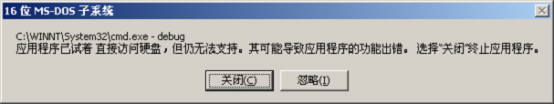 16 位 MS-DOS 子系统
C:\WINNT\System32\cmd.exe - debug
应用程序已试着 直接访问硬盘，但仍无法支持。其可能导致应用程序的功能出错。 选择"关闭"终止应用程序。
关闭(C)
忽略(I)